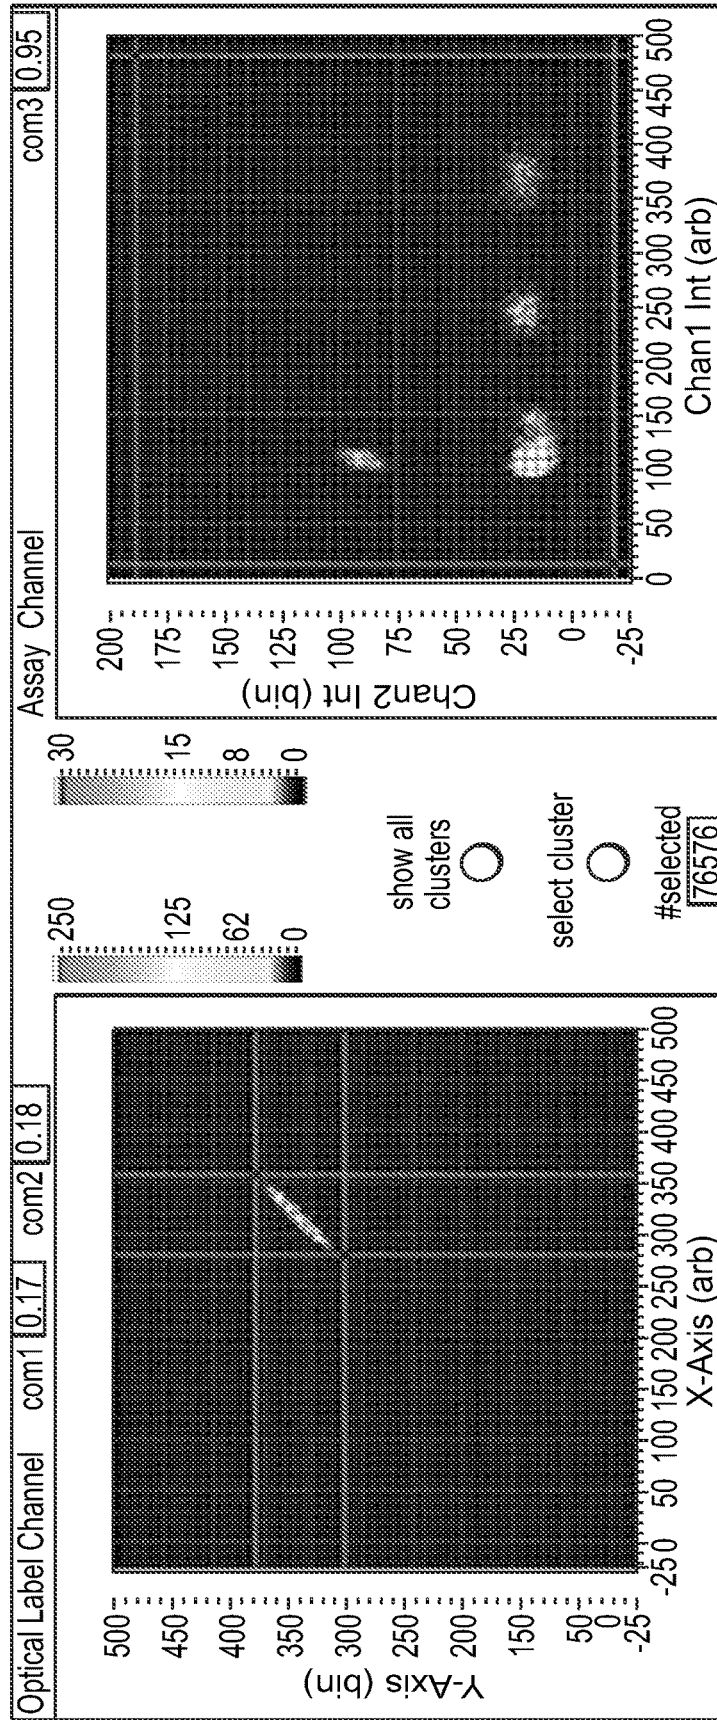 Optical Label Channel com1 0.17 com2 0.18
500
450
400
350
300
250
200
150
100
50
0
-25
Y-Axis (bin)
-25 0 50 100 150 200 250 300 350 400 450 500
X-Axis (arb)
250
125
62
0
30
15
8
0
show all
clusters
select cluster
#selected
76576
Assay Channel com3 0.95
200
175
150
125
100
75
50
25
0
-25
Chan2 Int (bin)
0 50 100 150 200 250 300 350 400 450 500
Chan1 Int (arb)